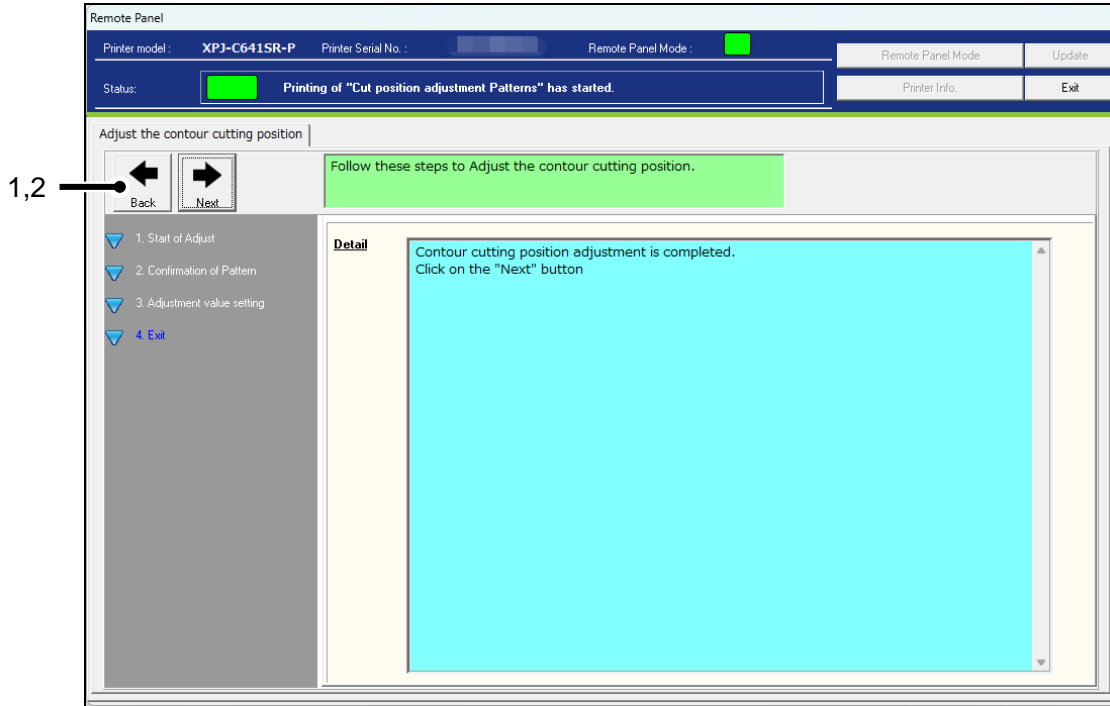 Remote Panel
Printer model : XPJ-C641SR-P Printer Serial No. : Remote Panel Mode :
Remote Panel Mode Update
Status: Printing of "Cut position adjustment Patterns" has started.
Printer Info. Exit
Adjust the contour cutting position
Follow these steps to Adjust the contour cutting position.
1,2
Back Next
1. Start of Adjust
2. Confirmation of Pattern
3. Adjustment value setting
4. Exit
Detail
Contour cutting position adjustment is completed.
Click on the "Next" button